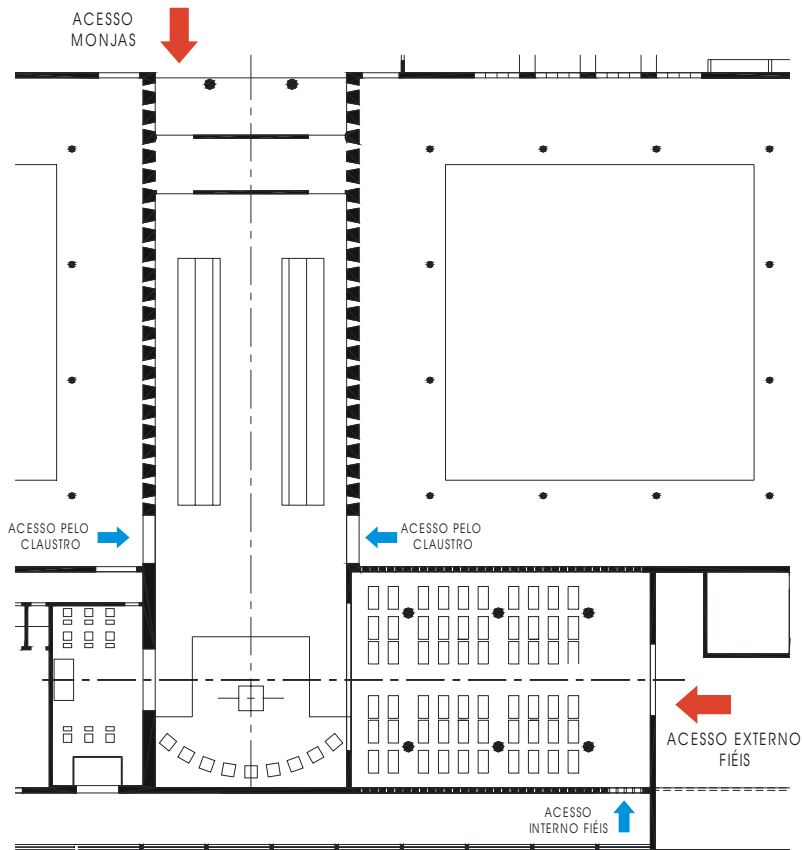 ACESSO
MONJAS
ACESSO PELO
CLAUSTRO
ACESSO PELO
CLAUSTRO
ACESSO EXTERNO
FIÉIS
ACESSO
INTERNO FIÉIS